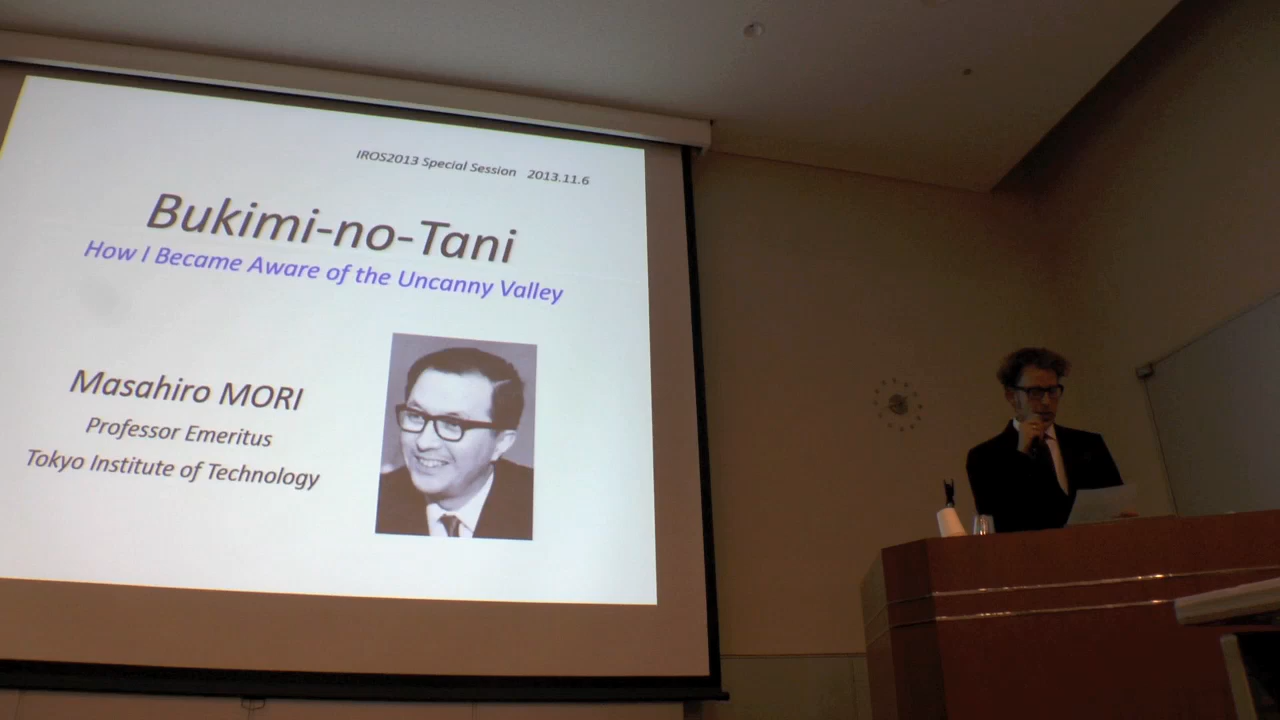 IROS2013 Special Session 2013.11.6
Bukimi-no-Tani
How I Became Aware of the Uncanny Valley
Masahiro MORI
Professor Emeritus
Tokyo Institute of Technology